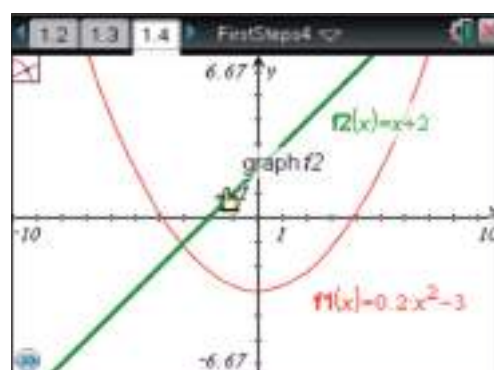 1.2 1.3 1.4 FirstSteps4
6.67 y
f2(x)=x+2
graph f2
-10 1 10
f1(x)=0.2·x²-3
-6.67